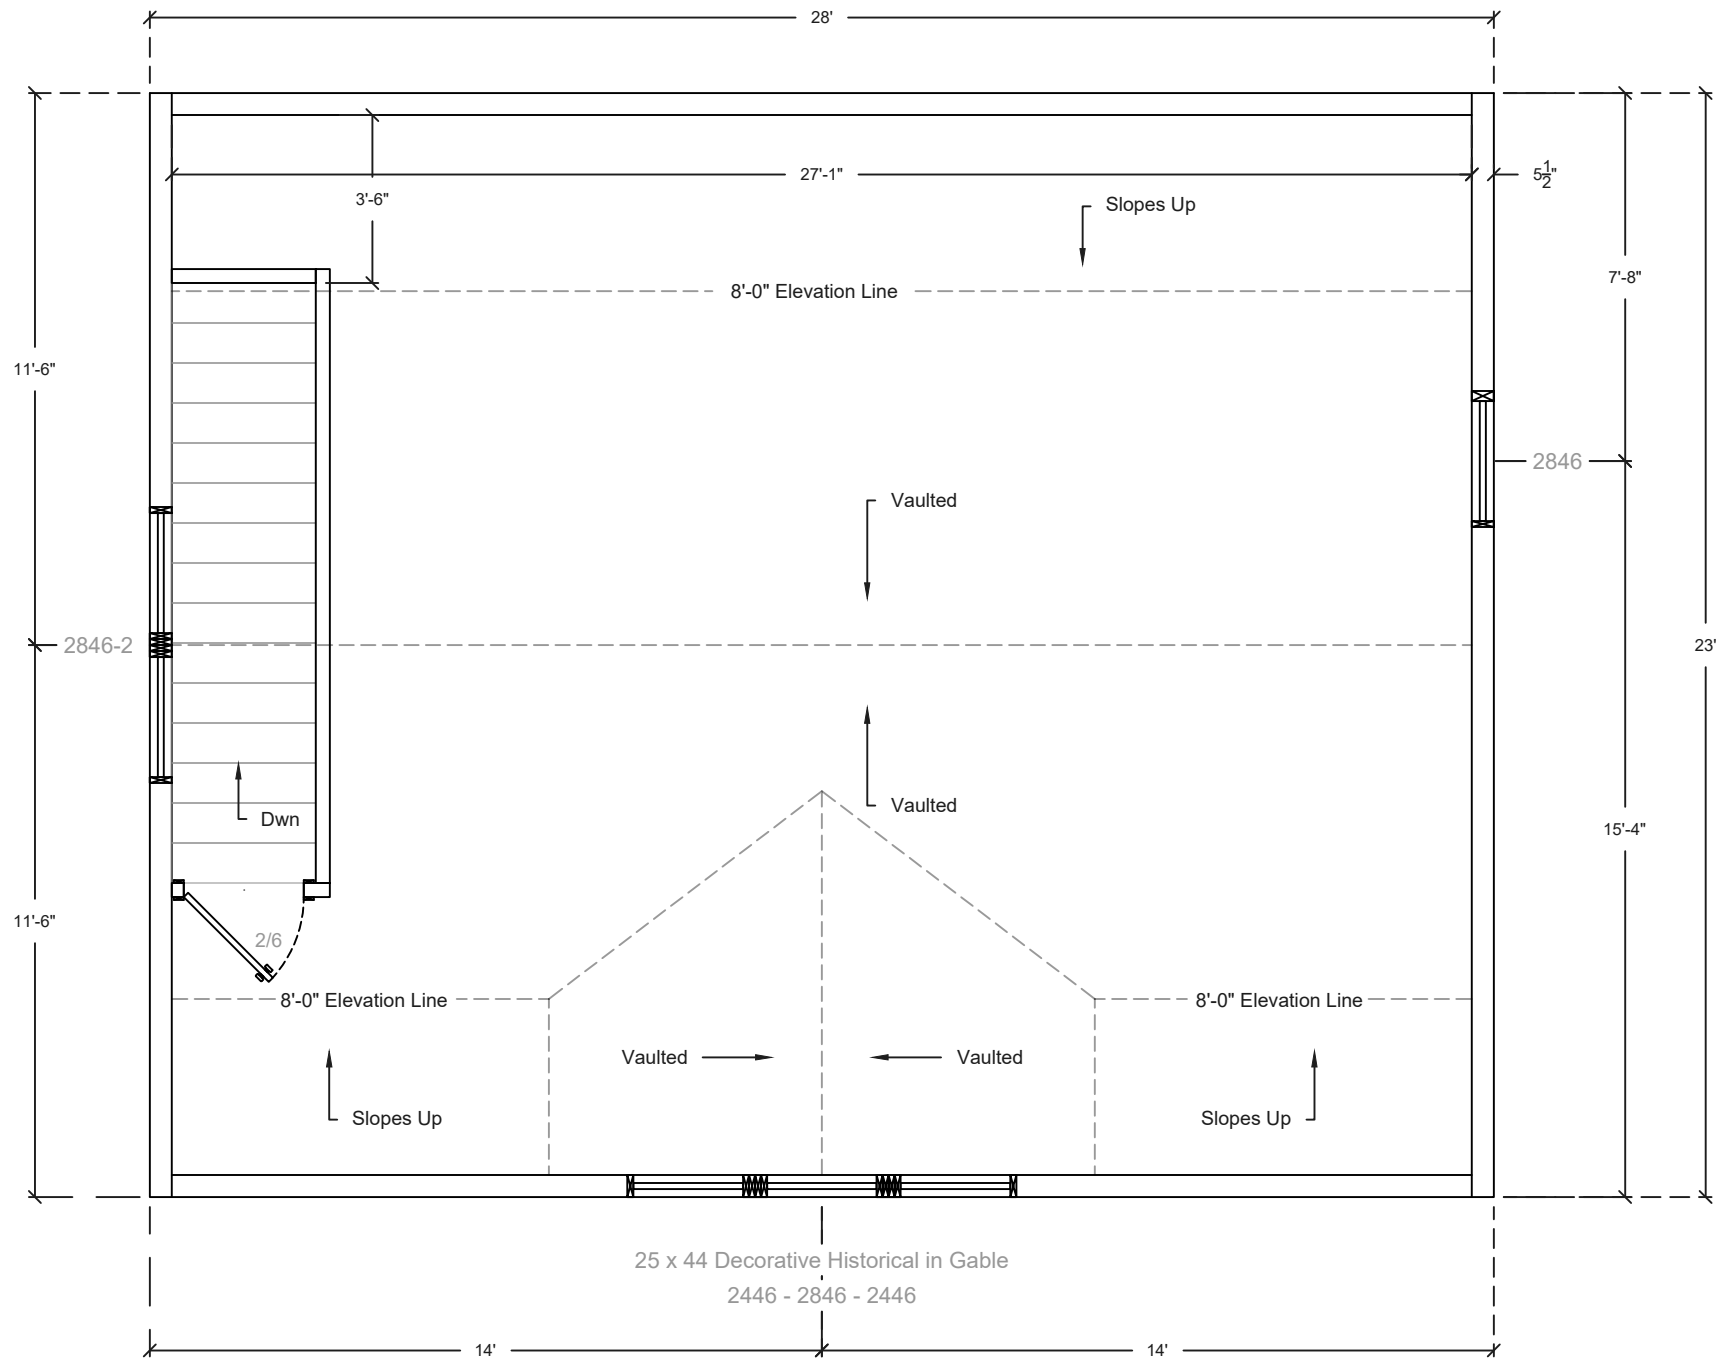 28'
27'-1"
5 1/2"
3'-6"
Slopes Up
7'-8"
8'-0" Elevation Line
11'-6"
2846
Vaulted
2846-2
23'
Vaulted
Dwn
15'-4"
11'-6"
2/6
8'-0" Elevation Line
8'-0" Elevation Line
Vaulted
Vaulted
Slopes Up
Slopes Up
25 x 44 Decorative Historical in Gable
2446 - 2846 - 2446
14'
14'